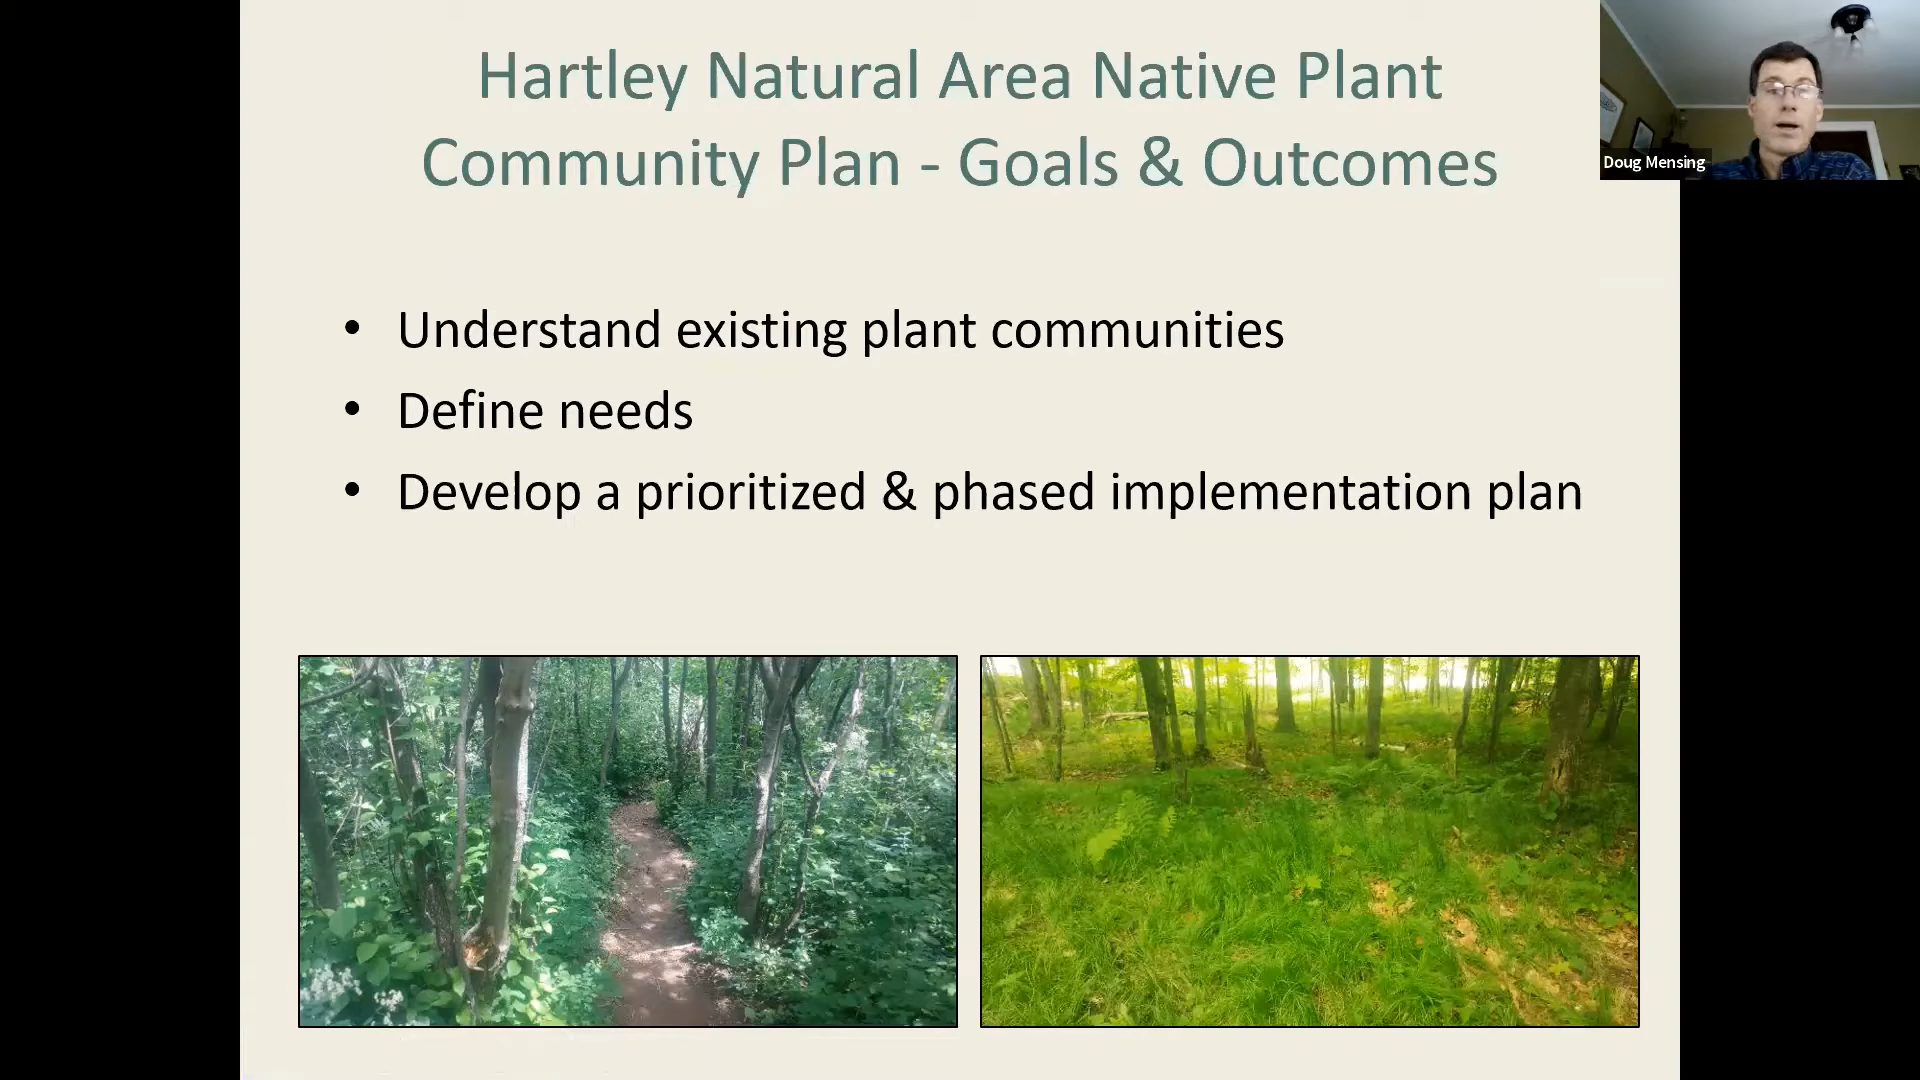 Hartley Natural Area Native Plant
Community Plan - Goals & Outcomes
Doug Mensing
• Understand existing plant communities
• Define needs
• Develop a prioritized & phased implementation plan